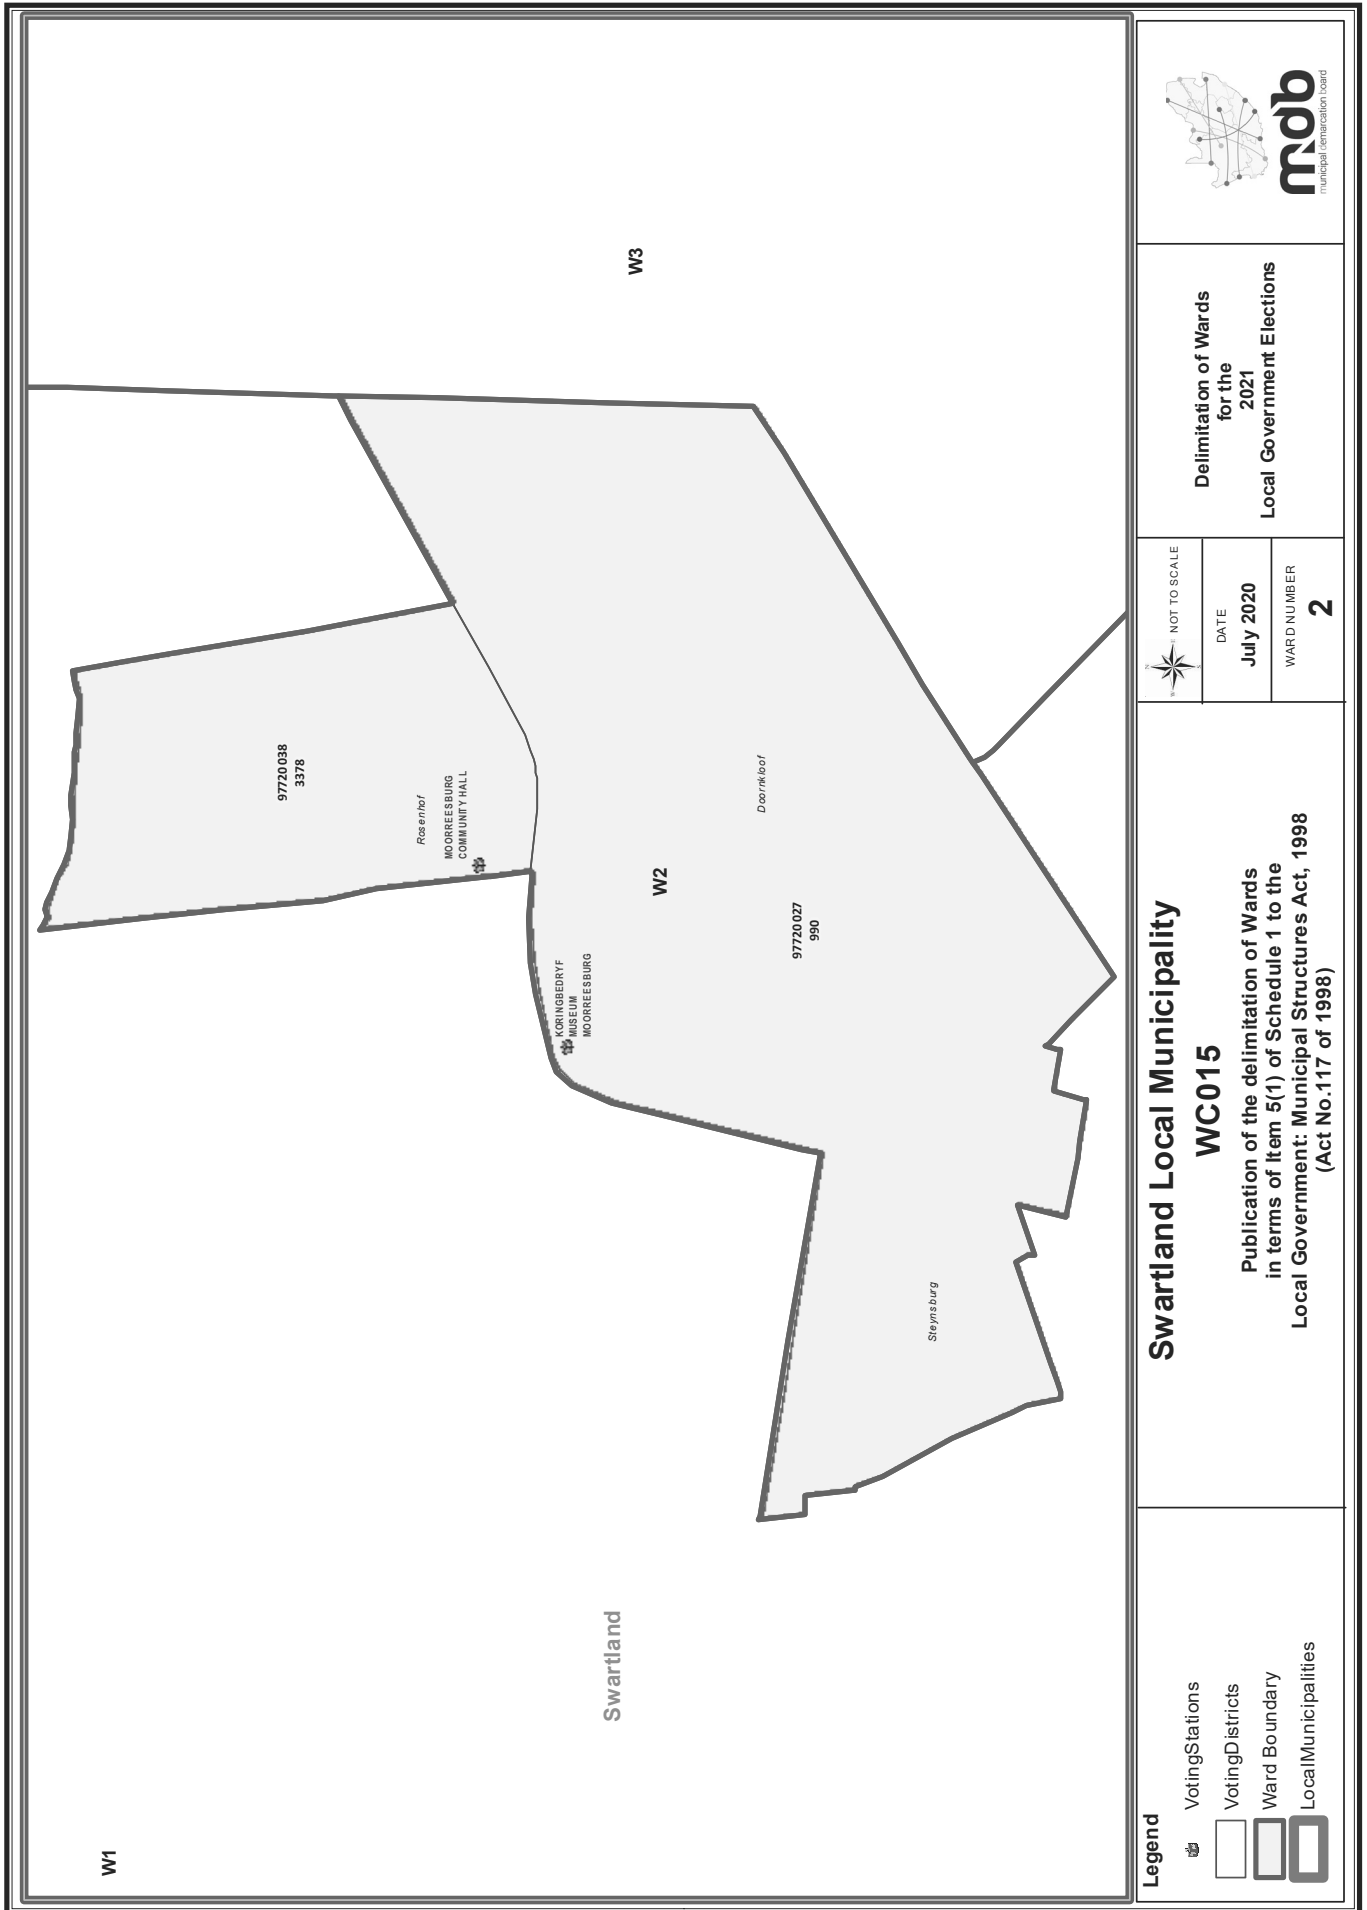 W1
Swartland
W3
97720038
3378
Rosenhof
MOORREESBURG
COMMUNITY HALL
KORINGBEDRYF
MUSEUM
MOORREESBURG
W2
Doornkloof
97720027
990
Steynsburg
Legend
VotingStations
VotingDistricts
Ward Boundary
LocalMunicipalities
Swartland Local Municipality
WC015
Publication of the delimitation of Wards
in terms of Item 5(1) of Schedule 1 to the
Local Government: Municipal Structures Act, 1998
(Act No.117 of 1998)
N
W
E
S
NOT TO SCALE
DATE
July 2020
WARD NUMBER
2
Delimitation of Wards
for the
2021
Local Government Elections
mdb
municipal demarcation board